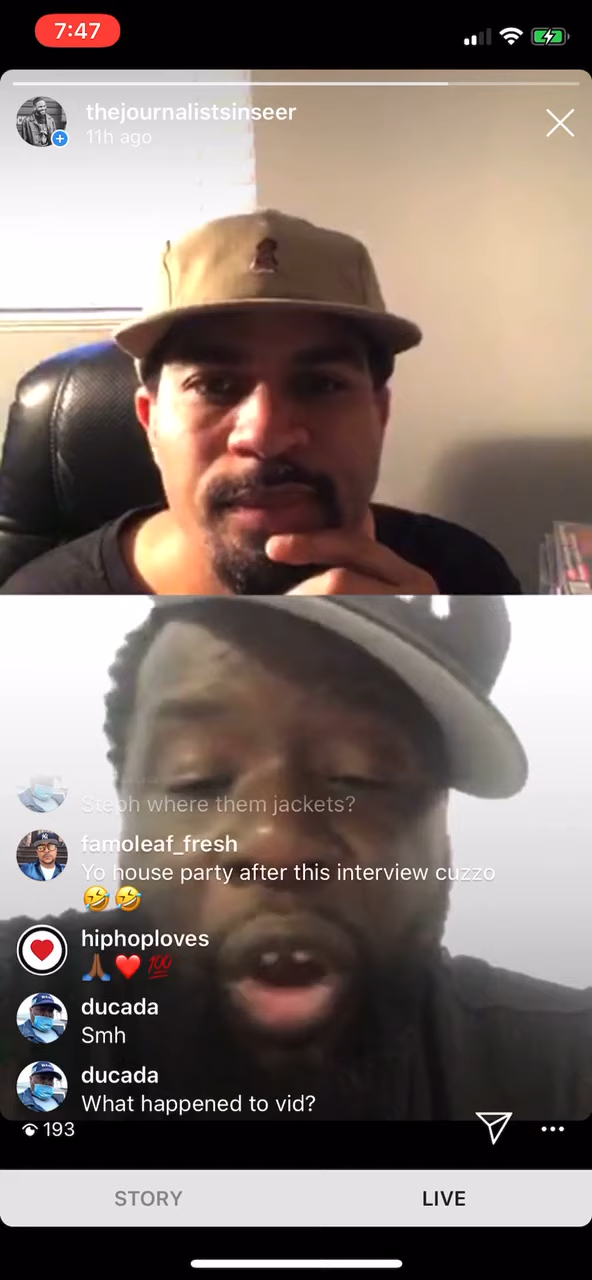 7:47
thejournalistsinseer
11h ago
Steph where them jackets?
famoleaf_fresh
Yo house party after this interview cuzzo
🤣🤣
hiphoploves
🙏🏾❤️💯
ducada
Smh
ducada
What happened to vid?
193
STORY
LIVE